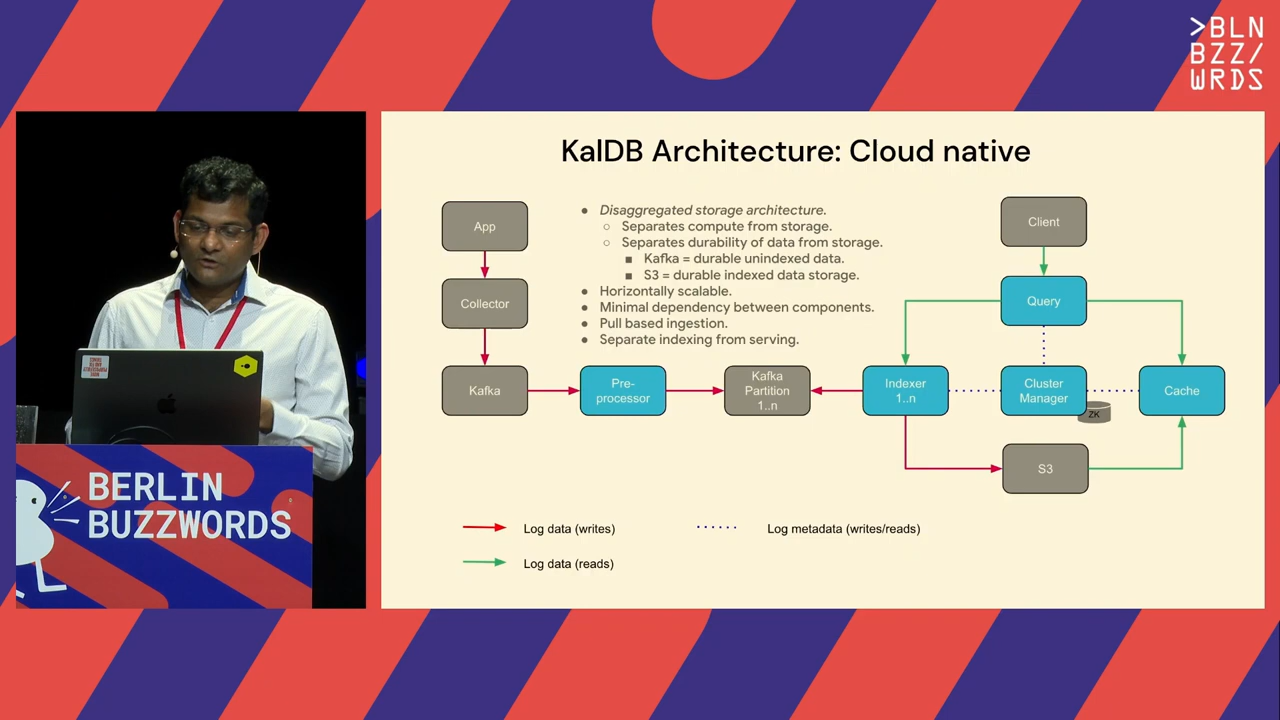 >BLN
BZZ/
WRDS
KalDB Architecture: Cloud native
App
Collector
Kafka
Pre-
processor
Kafka
Partition
1..n
Indexer
1..n
Cluster
Manager
ZK
Cache
Client
Query
S3
Disaggregated storage architecture.
Separates compute from storage.
Separates durability of data from storage.
Kafka = durable unindexed data.
S3 = durable indexed data storage.
Horizontally scalable.
Minimal dependency between components.
Pull based ingestion.
Separate indexing from serving.
Log data (writes)
Log metadata (writes/reads)
Log data (reads)
BERLIN
BUZZWORDS